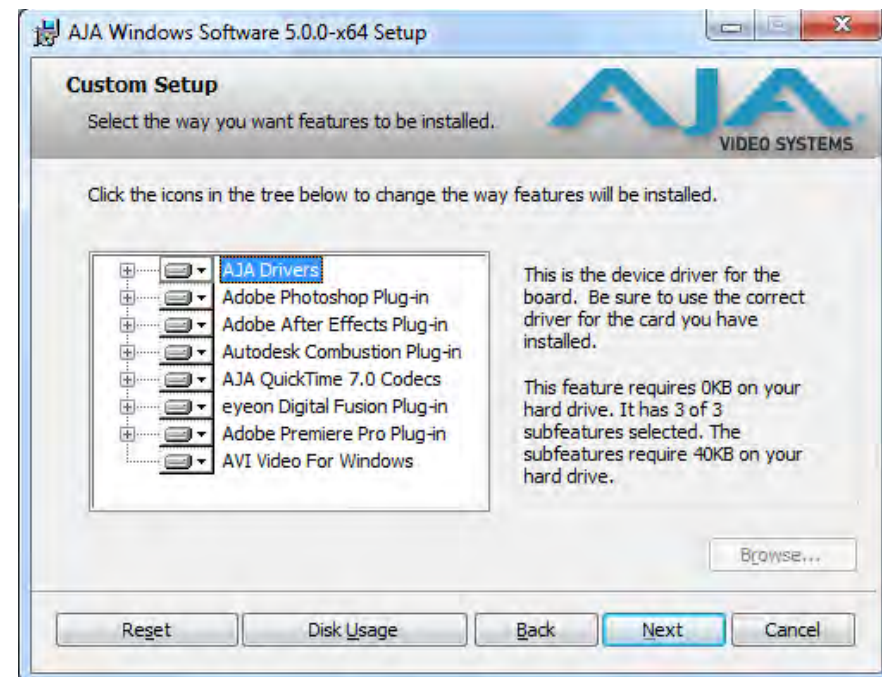 AJA Windows Software 5.0.0-x64 Setup
Custom Setup
Select the way you want features to be installed.
AJA
VIDEO SYSTEMS
Click the icons in the tree below to change the way features will be installed.
AJA Drivers
Adobe Photoshop Plug-in
Adobe After Effects Plug-in
Autodesk Combustion Plug-in
AJA QuickTime 7.0 Codecs
eyeon Digital Fusion Plug-in
Adobe Premiere Pro Plug-in
AVI Video For Windows
This is the device driver for the
board. Be sure to use the correct
driver for the card you have
installed.
This feature requires 0KB on your
hard drive. It has 3 of 3
subfeatures selected. The
subfeatures require 40KB on your
hard drive.
Browse...
Reset
Disk Usage
Back
Next
Cancel